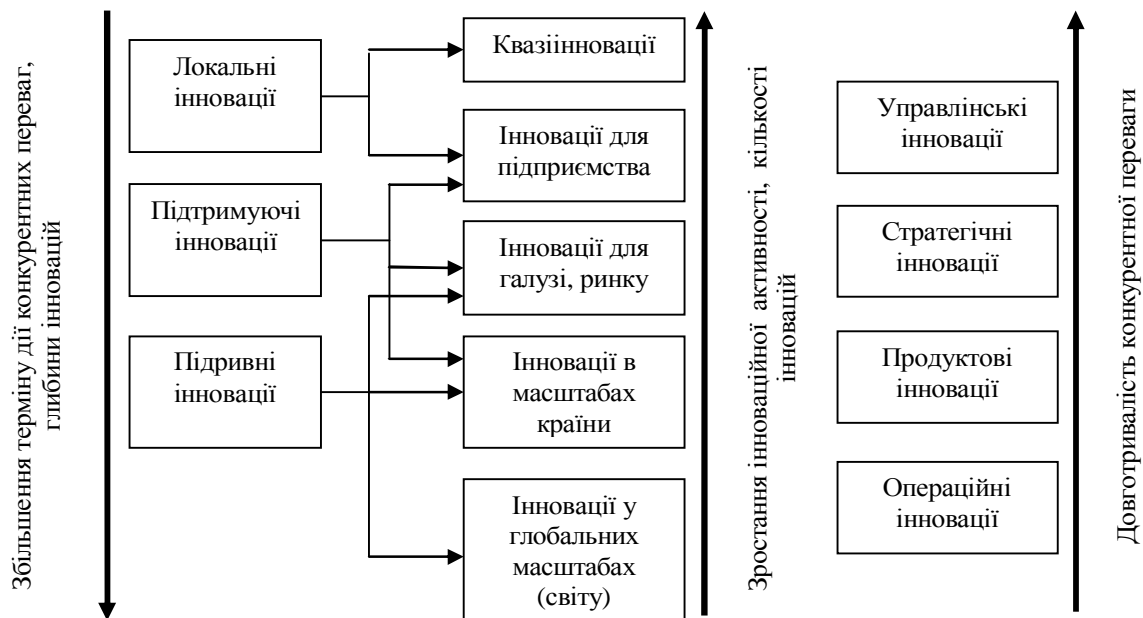 Збільшення терміну дії конкурентних переваг,
глибини інновацій
Локальні
інновації
Підтримуючі
інновації
Підривні
інновації
Квазіінновації
Інновації для
підприємства
Інновації для
галузі, ринку
Інновації в
масштабах
країни
Інновації у
глобальних
масштабах
(світу)
Зростання інноваційної активності, кількості
інновацій
Управлінські
інновації
Стратегічні
інновації
Продуктові
інновації
Операційні
інновації
Довготривалість конкурентної переваги